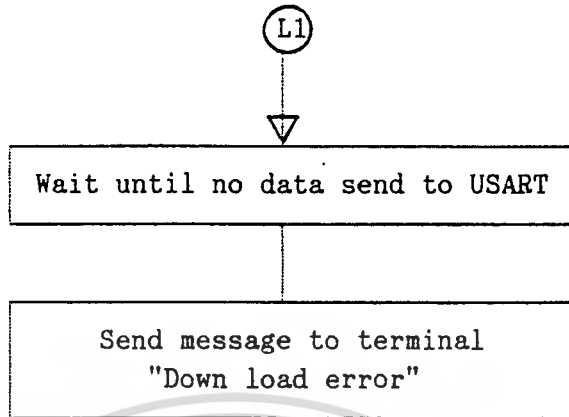 L1
Wait until no data send to USART
Send message to terminal
"Down load error"